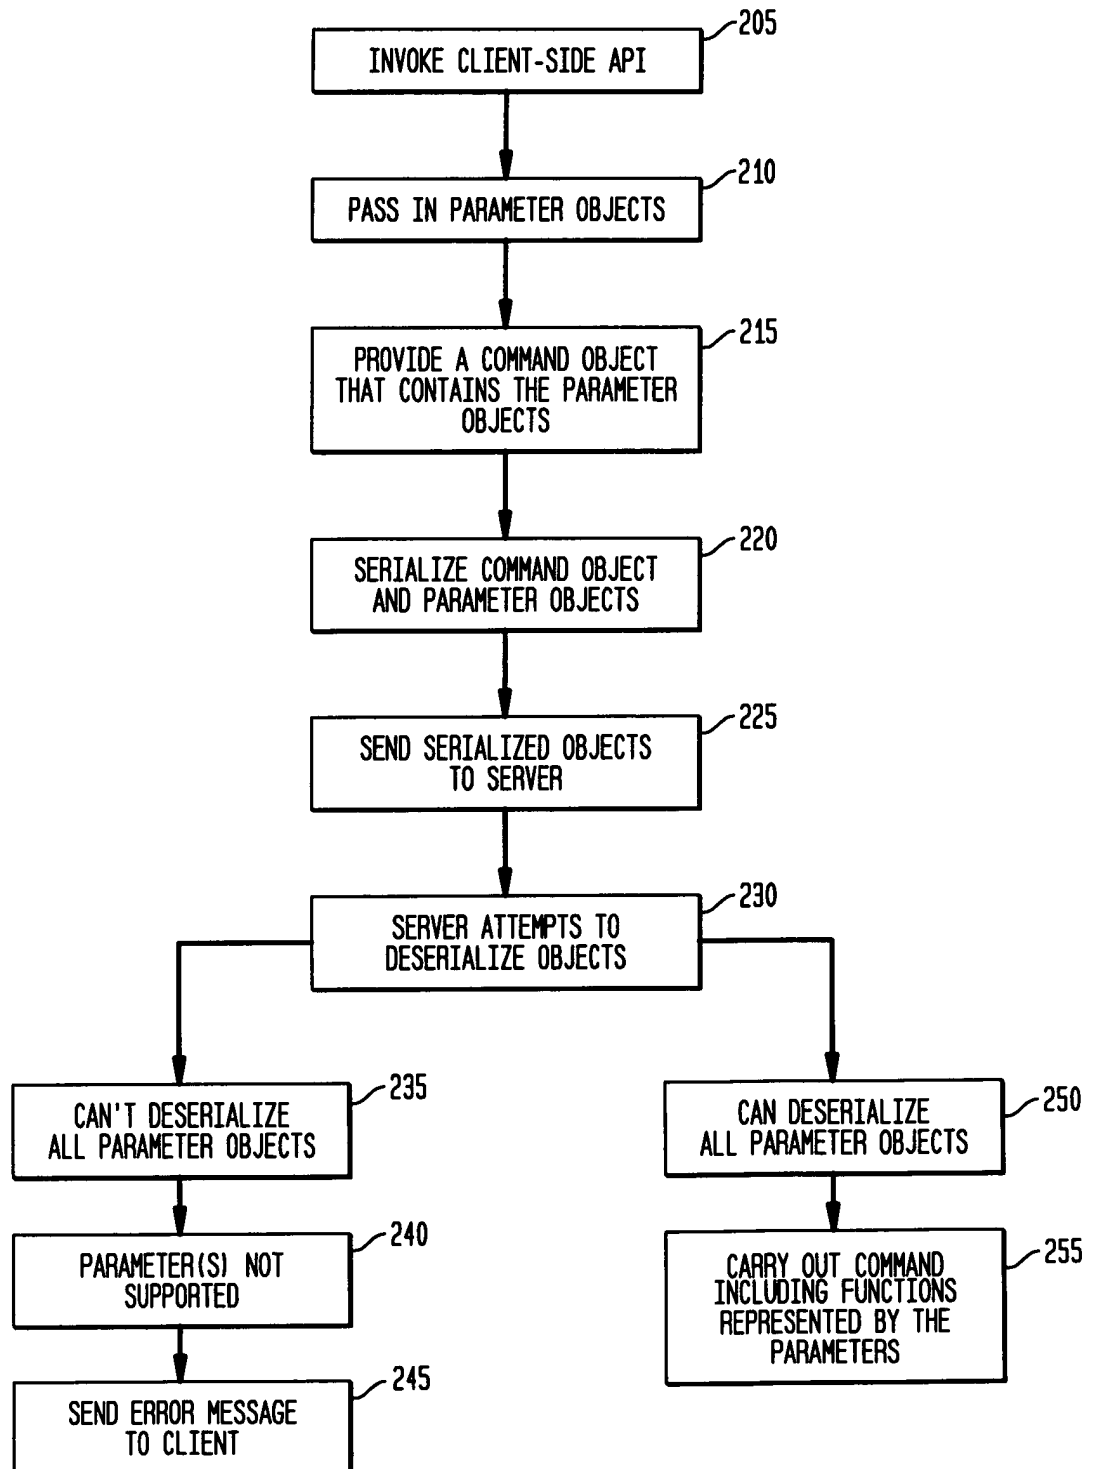 205
INVOKE CLIENT-SIDE API
210
PASS IN PARAMETER OBJECTS
215
PROVIDE A COMMAND OBJECT
THAT CONTAINS THE PARAMETER
OBJECTS
220
SERIALIZE COMMAND OBJECT
AND PARAMETER OBJECTS
225
SEND SERIALIZED OBJECTS
TO SERVER
230
SERVER ATTEMPTS TO
DESERIALIZE OBJECTS
235
CAN'T DESERIALIZE
ALL PARAMETER OBJECTS
240
PARAMETER(S) NOT
SUPPORTED
245
SEND ERROR MESSAGE
TO CLIENT
250
CAN DESERIALIZE
ALL PARAMETER OBJECTS
255
CARRY OUT COMMAND
INCLUDING FUNCTIONS
REPRESENTED BY THE
PARAMETERS